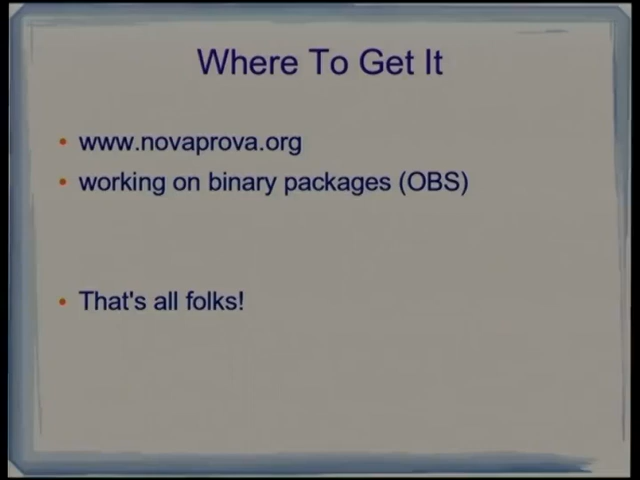 Where To Get It
• www.novaprova.org
• working on binary packages (OBS)
• That's all folks!